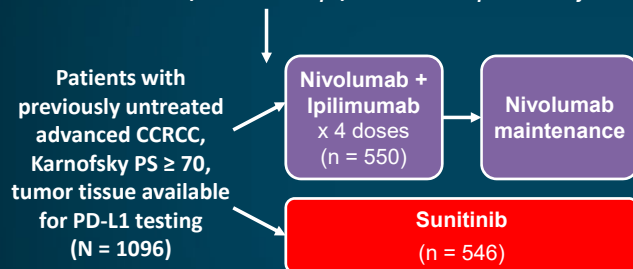 Patients with
previously untreated
advanced CCRCC,
Karnofsky PS ≥ 70,
tumor tissue available
for PD-L1 testing
(N = 1096)
Nivolumab +
Ipilimumab
x 4 doses
(n = 550)
Nivolumab
maintenance
Sunitinib
(n = 546)